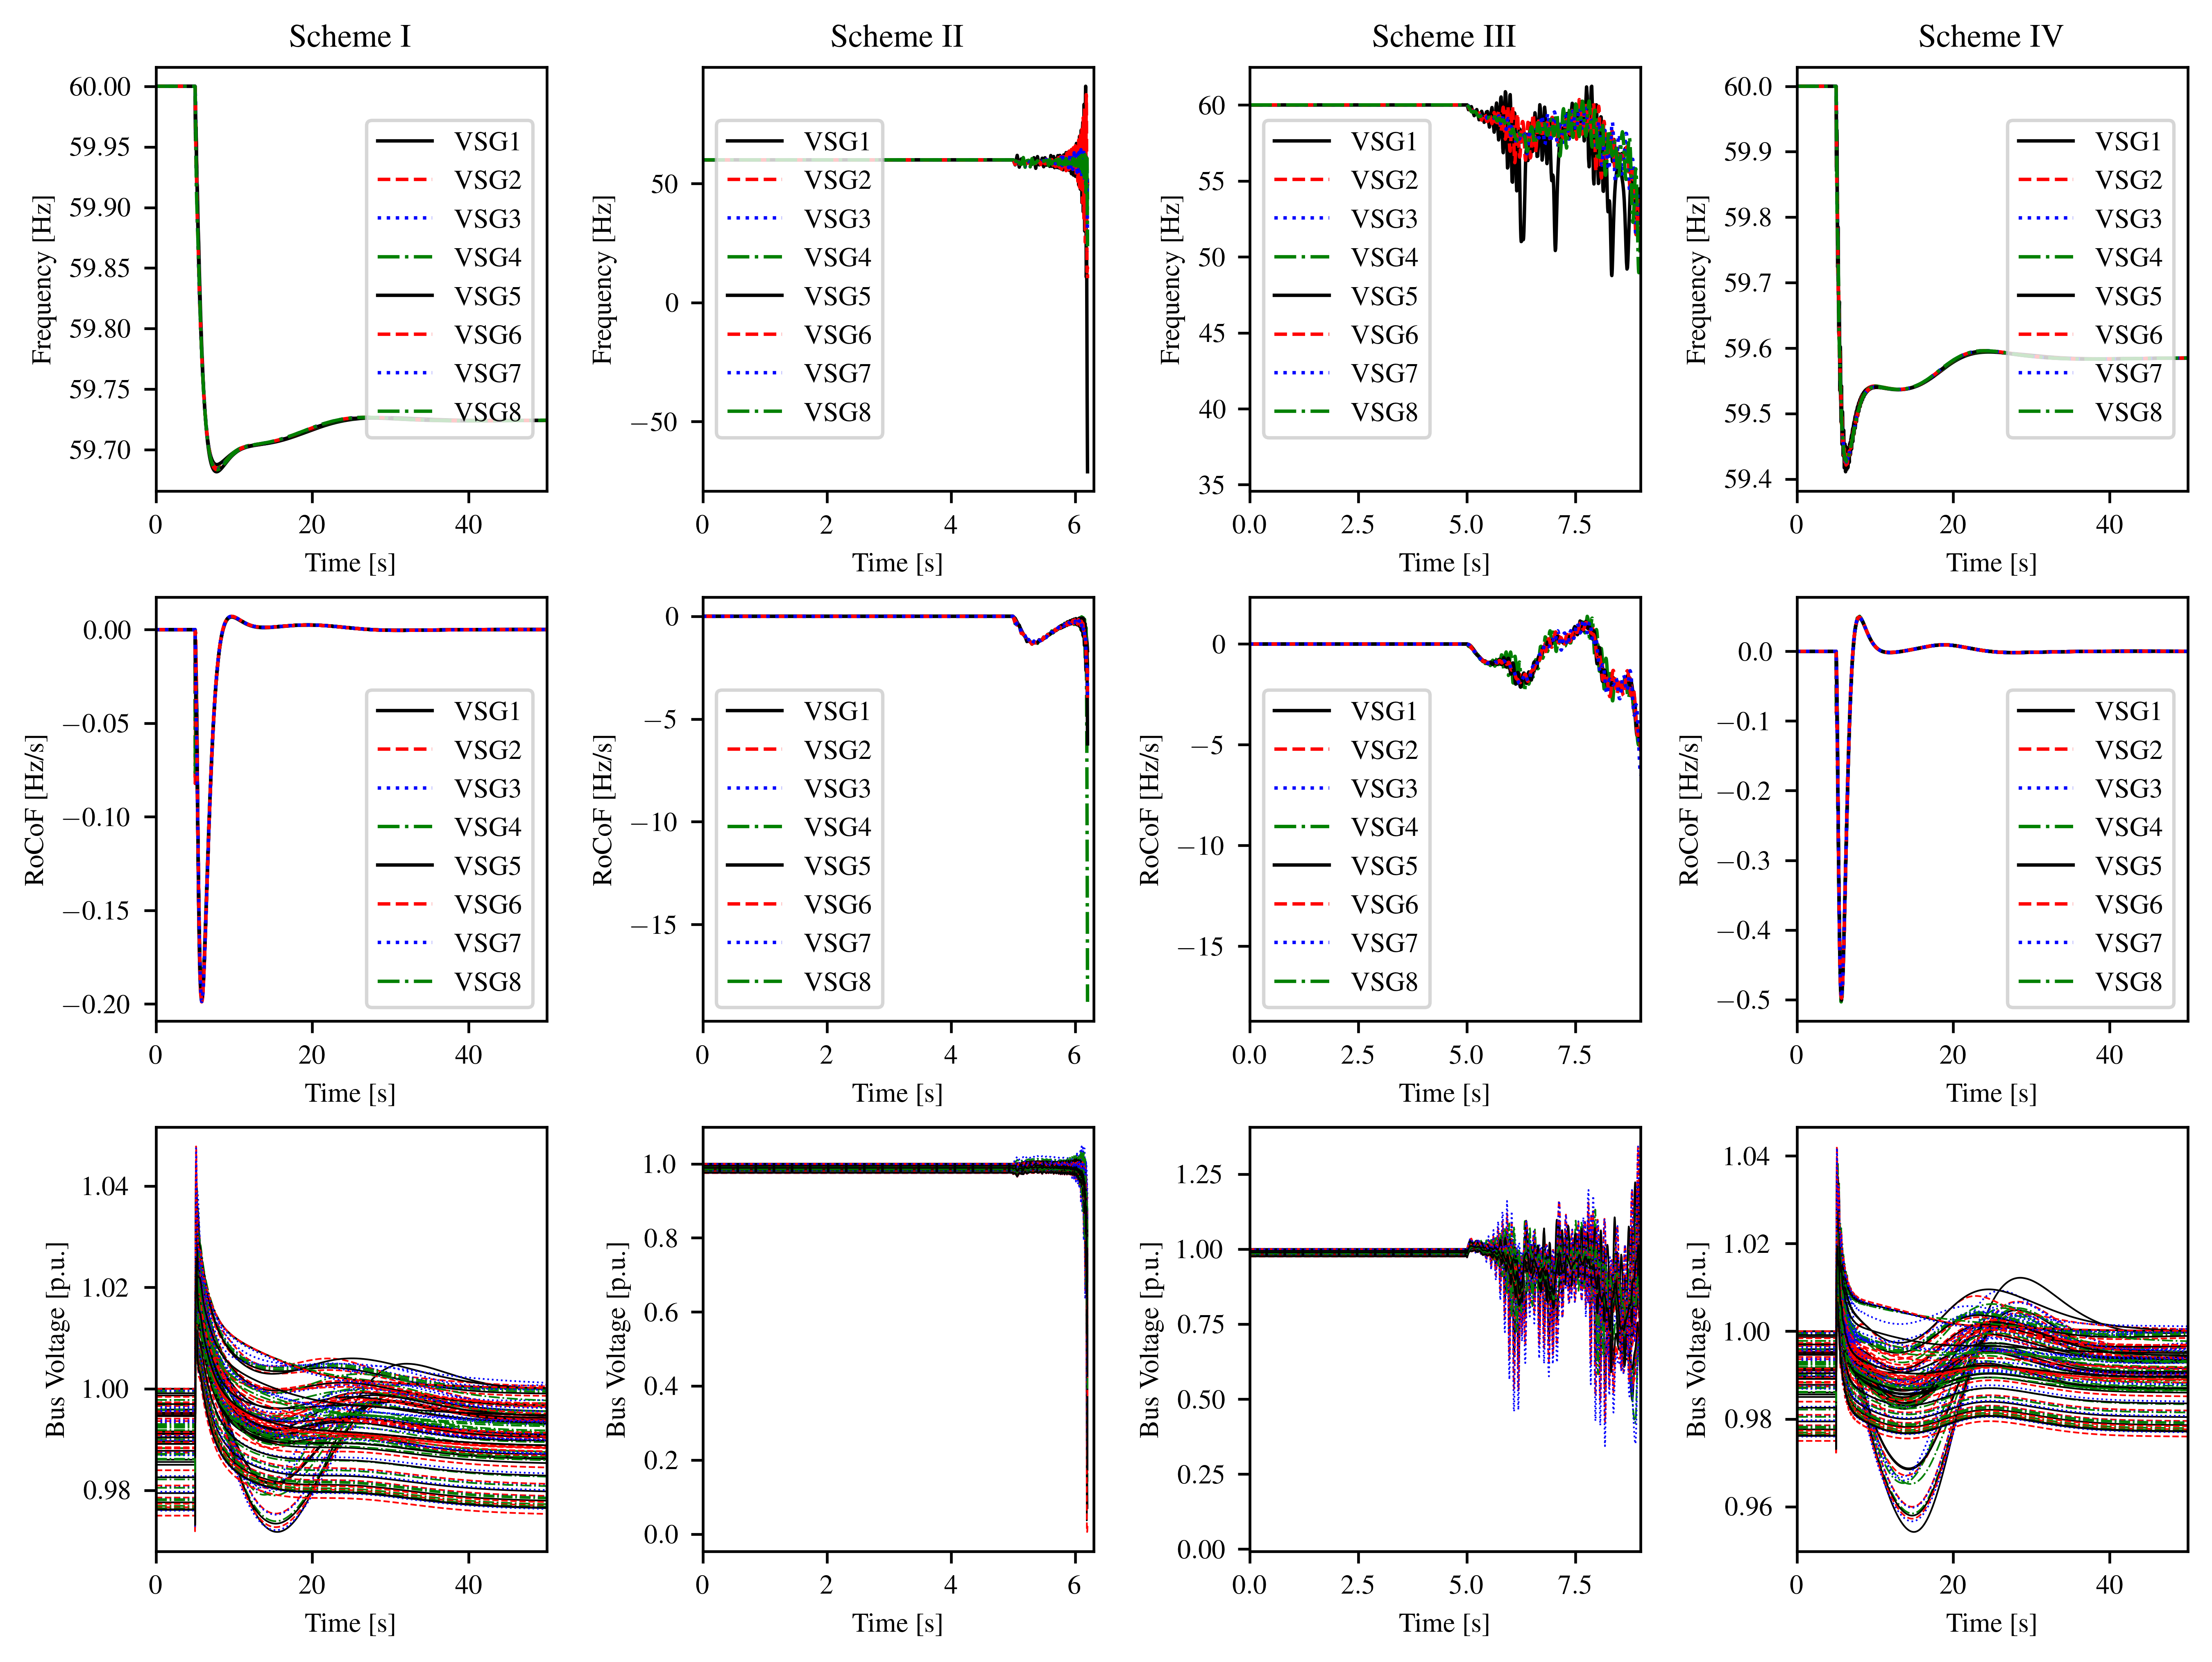 Scheme I
Scheme II
Scheme III
Scheme IV
60.00
59.95
59.90
59.85
59.80
59.75
59.70
Frequency [Hz]
VSG1
VSG2
VSG3
VSG4
VSG5
VSG6
VSG7
VSG8
0
20
40
Time [s]
50
0
−50
Frequency [Hz]
VSG1
VSG2
VSG3
VSG4
VSG5
VSG6
VSG7
VSG8
0
2
4
6
Time [s]
60
55
50
45
40
35
Frequency [Hz]
VSG1
VSG2
VSG3
VSG4
VSG5
VSG6
VSG7
VSG8
0.0
2.5
5.0
7.5
Time [s]
60.0
59.9
59.8
59.7
59.6
59.5
59.4
Frequency [Hz]
VSG1
VSG2
VSG3
VSG4
VSG5
VSG6
VSG7
VSG8
0
20
40
Time [s]
0.00
−0.05
−0.10
−0.15
−0.20
RoCoF [Hz/s]
VSG1
VSG2
VSG3
VSG4
VSG5
VSG6
VSG7
VSG8
0
20
40
Time [s]
0
−5
−10
−15
RoCoF [Hz/s]
VSG1
VSG2
VSG3
VSG4
VSG5
VSG6
VSG7
VSG8
0
2
4
6
Time [s]
0
−5
−10
−15
RoCoF [Hz/s]
VSG1
VSG2
VSG3
VSG4
VSG5
VSG6
VSG7
VSG8
0.0
2.5
5.0
7.5
Time [s]
0.0
−0.1
−0.2
−0.3
−0.4
−0.5
RoCoF [Hz/s]
VSG1
VSG2
VSG3
VSG4
VSG5
VSG6
VSG7
VSG8
0
20
40
Time [s]
1.04
1.02
1.00
0.98
Bus Voltage [p.u.]
0
20
40
Time [s]
1.0
0.8
0.6
0.4
0.2
0.0
Bus Voltage [p.u.]
0
2
4
6
Time [s]
1.25
1.00
0.75
0.50
0.25
0.00
Bus Voltage [p.u.]
0.0
2.5
5.0
7.5
Time [s]
1.04
1.02
1.00
0.98
0.96
Bus Voltage [p.u.]
0
20
40
Time [s]